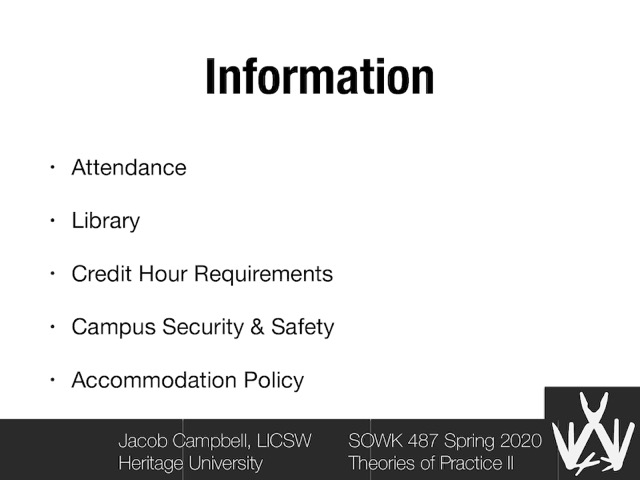 Information
• Attendance
• Library
• Credit Hour Requirements
• Campus Security & Safety
• Accommodation Policy
Jacob Campbell, LICSW
Heritage University
SOWK 487 Spring 2020
Theories of Practice II